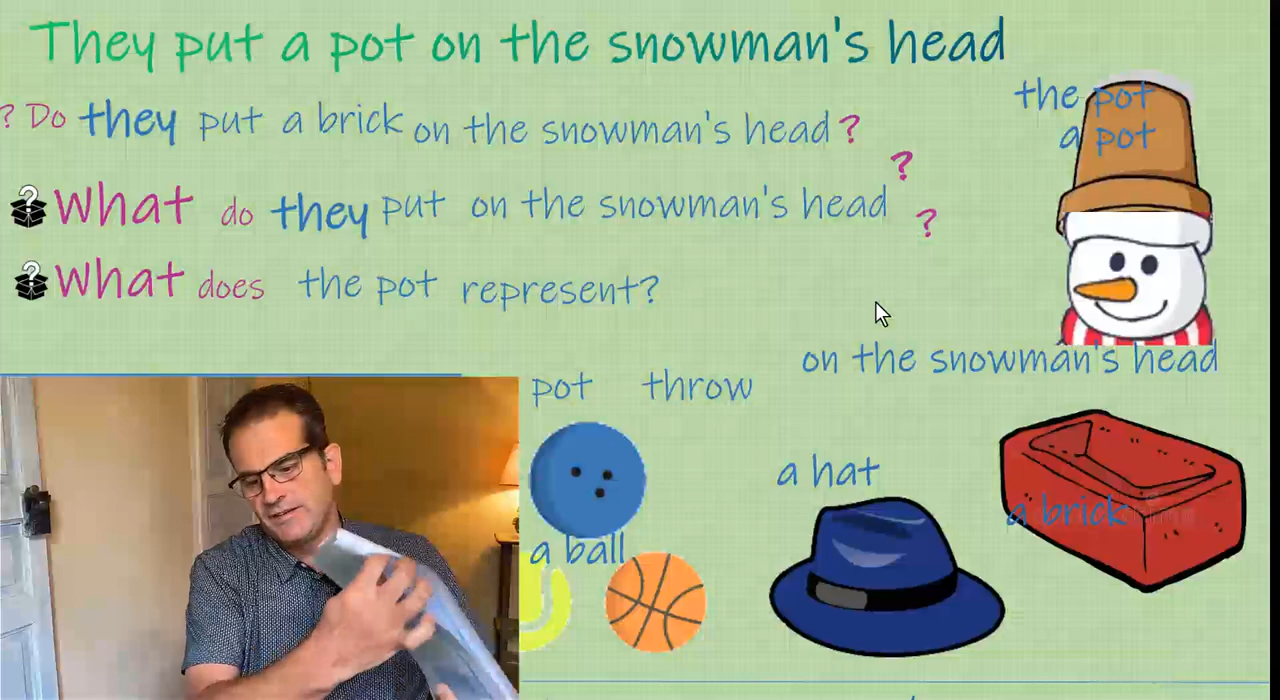 They put a pot on the snowman's head
? Do they put a brick on the snowman's head ?
What do they put on the snowman's head ?
?
What does the pot represent?
the pot
a pot
on the snowman's head
pot throw
a hat
a brick
a ball